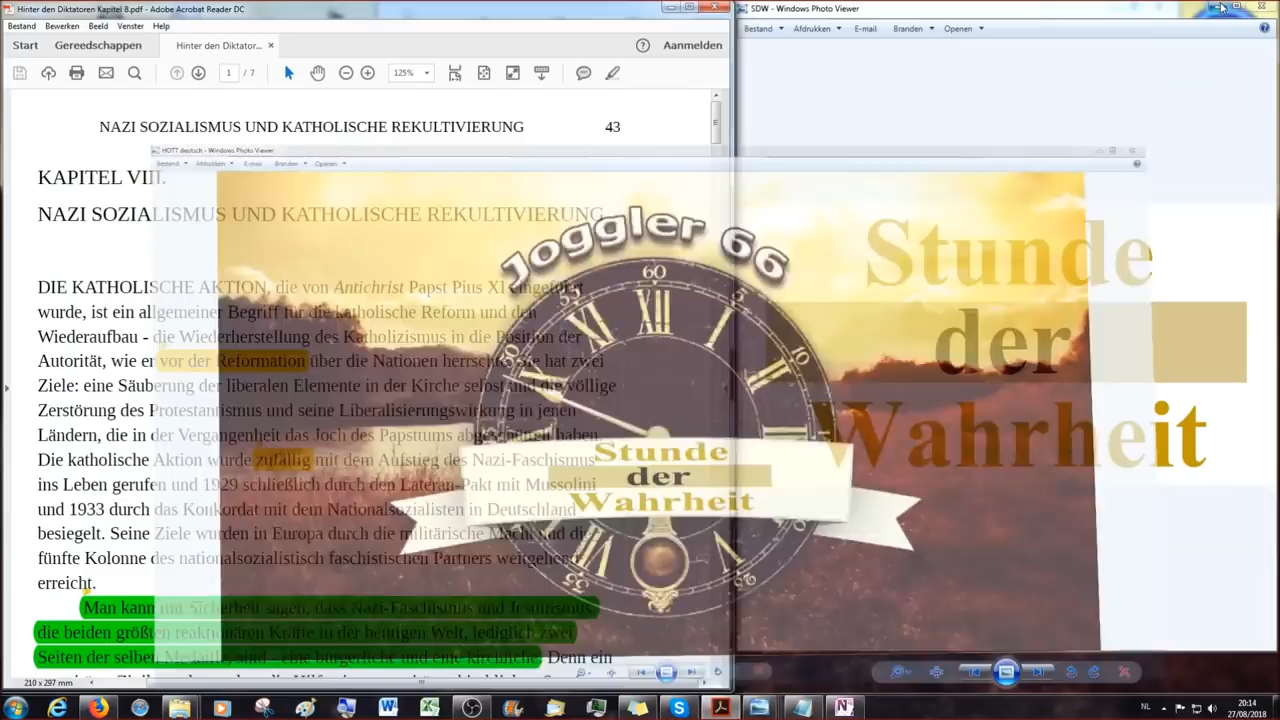 Hinter den Diktatoren Kapitel 8.pdf - Adobe Acrobat Reader DC
Bestand Bewerken Beeld Venster Help
Start Gereedschappen Hinter den Diktator... × Aanmelden
1 / 7 125%
NAZI SOZIALISMUS UND KATHOLISCHE REKULTIVIERUNG 43
KAPITEL VIII.
NAZI SOZIALISMUS UND KATHOLISCHE REKULTIVIERUNG
DIE KATHOLISCHE AKTION, die von Antichrist Papst Pius XI eingeführt
wurde, ist ein allgemeiner Begriff für die katholische Reform und den
Wiederaufbau - die Wiederherstellung des Katholizismus in die Position der
Autorität, wie er vor der Reformation über die Nationen herrschte. Sie hat zwei
Ziele: eine Säuberung der liberalen Elemente in der Kirche selbst und die völlige
Zerstörung des Protestantismus und seine Liberalisierungswirkung in jenen
Ländern, die in der Vergangenheit das Joch des Papsttums abgeschnitten haben.
Die katholische Aktion wurde zufällig mit dem Aufstieg des Nazi-Faschismus
ins Leben gerufen und 1929 schließlich durch den Lateran-Pakt mit Mussolini
und 1933 durch das Konkordat mit dem Nationalsozialisten in Deutschland
besiegelt. Seine Ziele wurden in Europa durch die militärische Macht und die
fünfte Kolonne des nationalsozialistisch faschistischen Partners weitgehend
erreicht.
Man kann mit Sicherheit sagen, dass Nazi-Faschismus und Jesuitismus,
die beiden größten reaktionären Kräfte in der heutigen Welt, lediglich zwei
Seiten der selben Medaille, sind - eine bürgerliche und eine kirchliche. Denn ein
210 x 297 mm
HOTT deutsch - Windows Photo Viewer
Bestand Afdrukken E-mail Branden Openen
Joggler 66
60
XII
XI
I
10
Stunde
der
Wahrheit
SDW - Windows Photo Viewer
Bestand Afdrukken E-mail Branden Openen
Stunde
der
Wahrheit
NL
20:14
27/08/2018